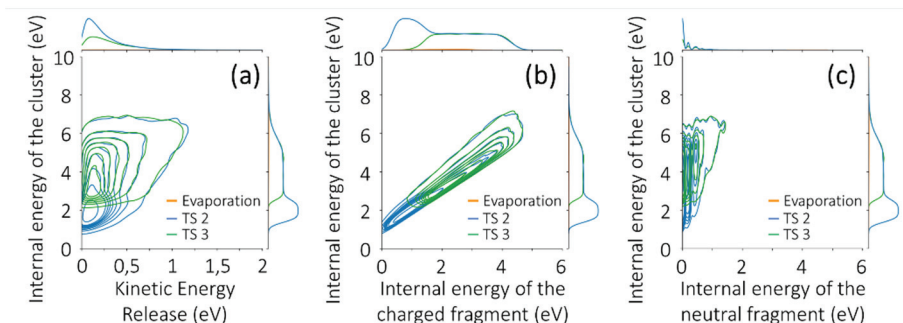 Internal energy of the cluster (eV)
10
8
6
4
2
0
(a)
Evaporation
TS 2
TS 3
0
0,5
1
1,5
2
Kinetic Energy
Release (eV)
Internal energy of the cluster (eV)
10
8
6
4
2
0
(b)
Evaporation
TS 2
TS 3
0
2
4
6
Internal energy of the
charged fragment (eV)
Internal energy of the cluster (eV)
10
8
6
4
2
0
(c)
Evaporation
TS 2
TS 3
0
2
4
6
Internal energy of the
neutral fragment (eV)